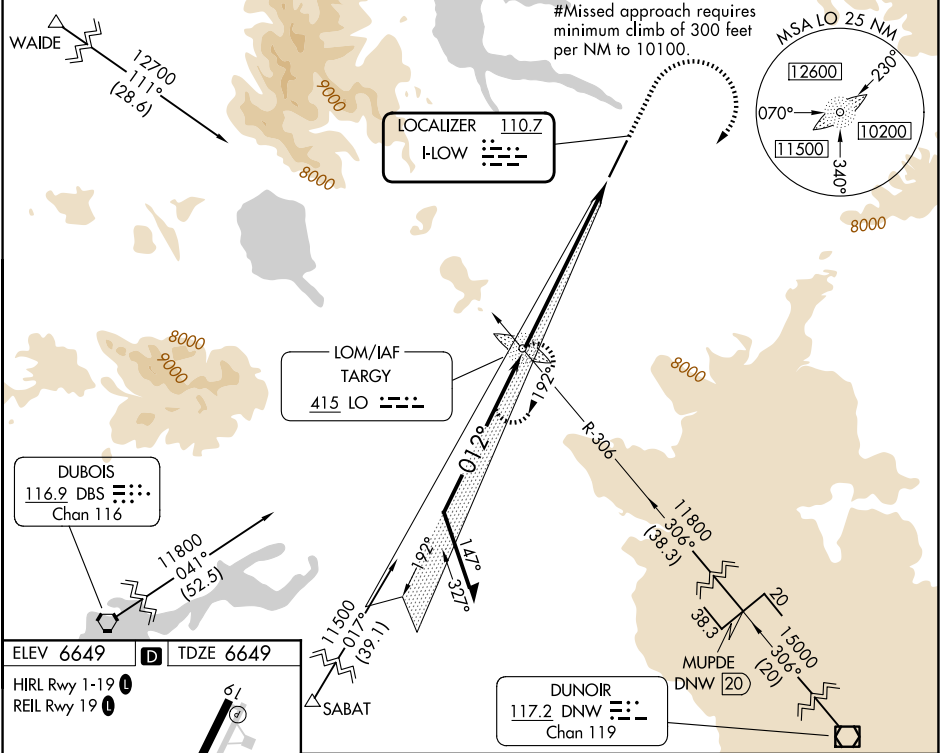 #Missed approach requires
minimum climb of 300 feet
per NM to 10100.
MSA LO 25 NM
12600
230°
070°
10200
11500
340°
WAIDE
12700
111°
(28.6)
9000
8000
LOCALIZER 110.7
I-LOW
8000
8000
9000
LOM/IAF
TARGY
415 LO
192°
8000
R-306
012°
DUBOIS
116.9 DBS
Chan 116
11800
041°
(52.5)
192°
147°
327°
11800
306°
(38.3)
11500
017°
(39.1)
SABAT
20
38.3
MUPDE
DNW 20
15000
306°
(20)
DUNOIR
117.2 DNW
Chan 119
ELEV 6649 D TDZE 6649
HIRL Rwy 1-19 L
REIL Rwy 19 L
19
P